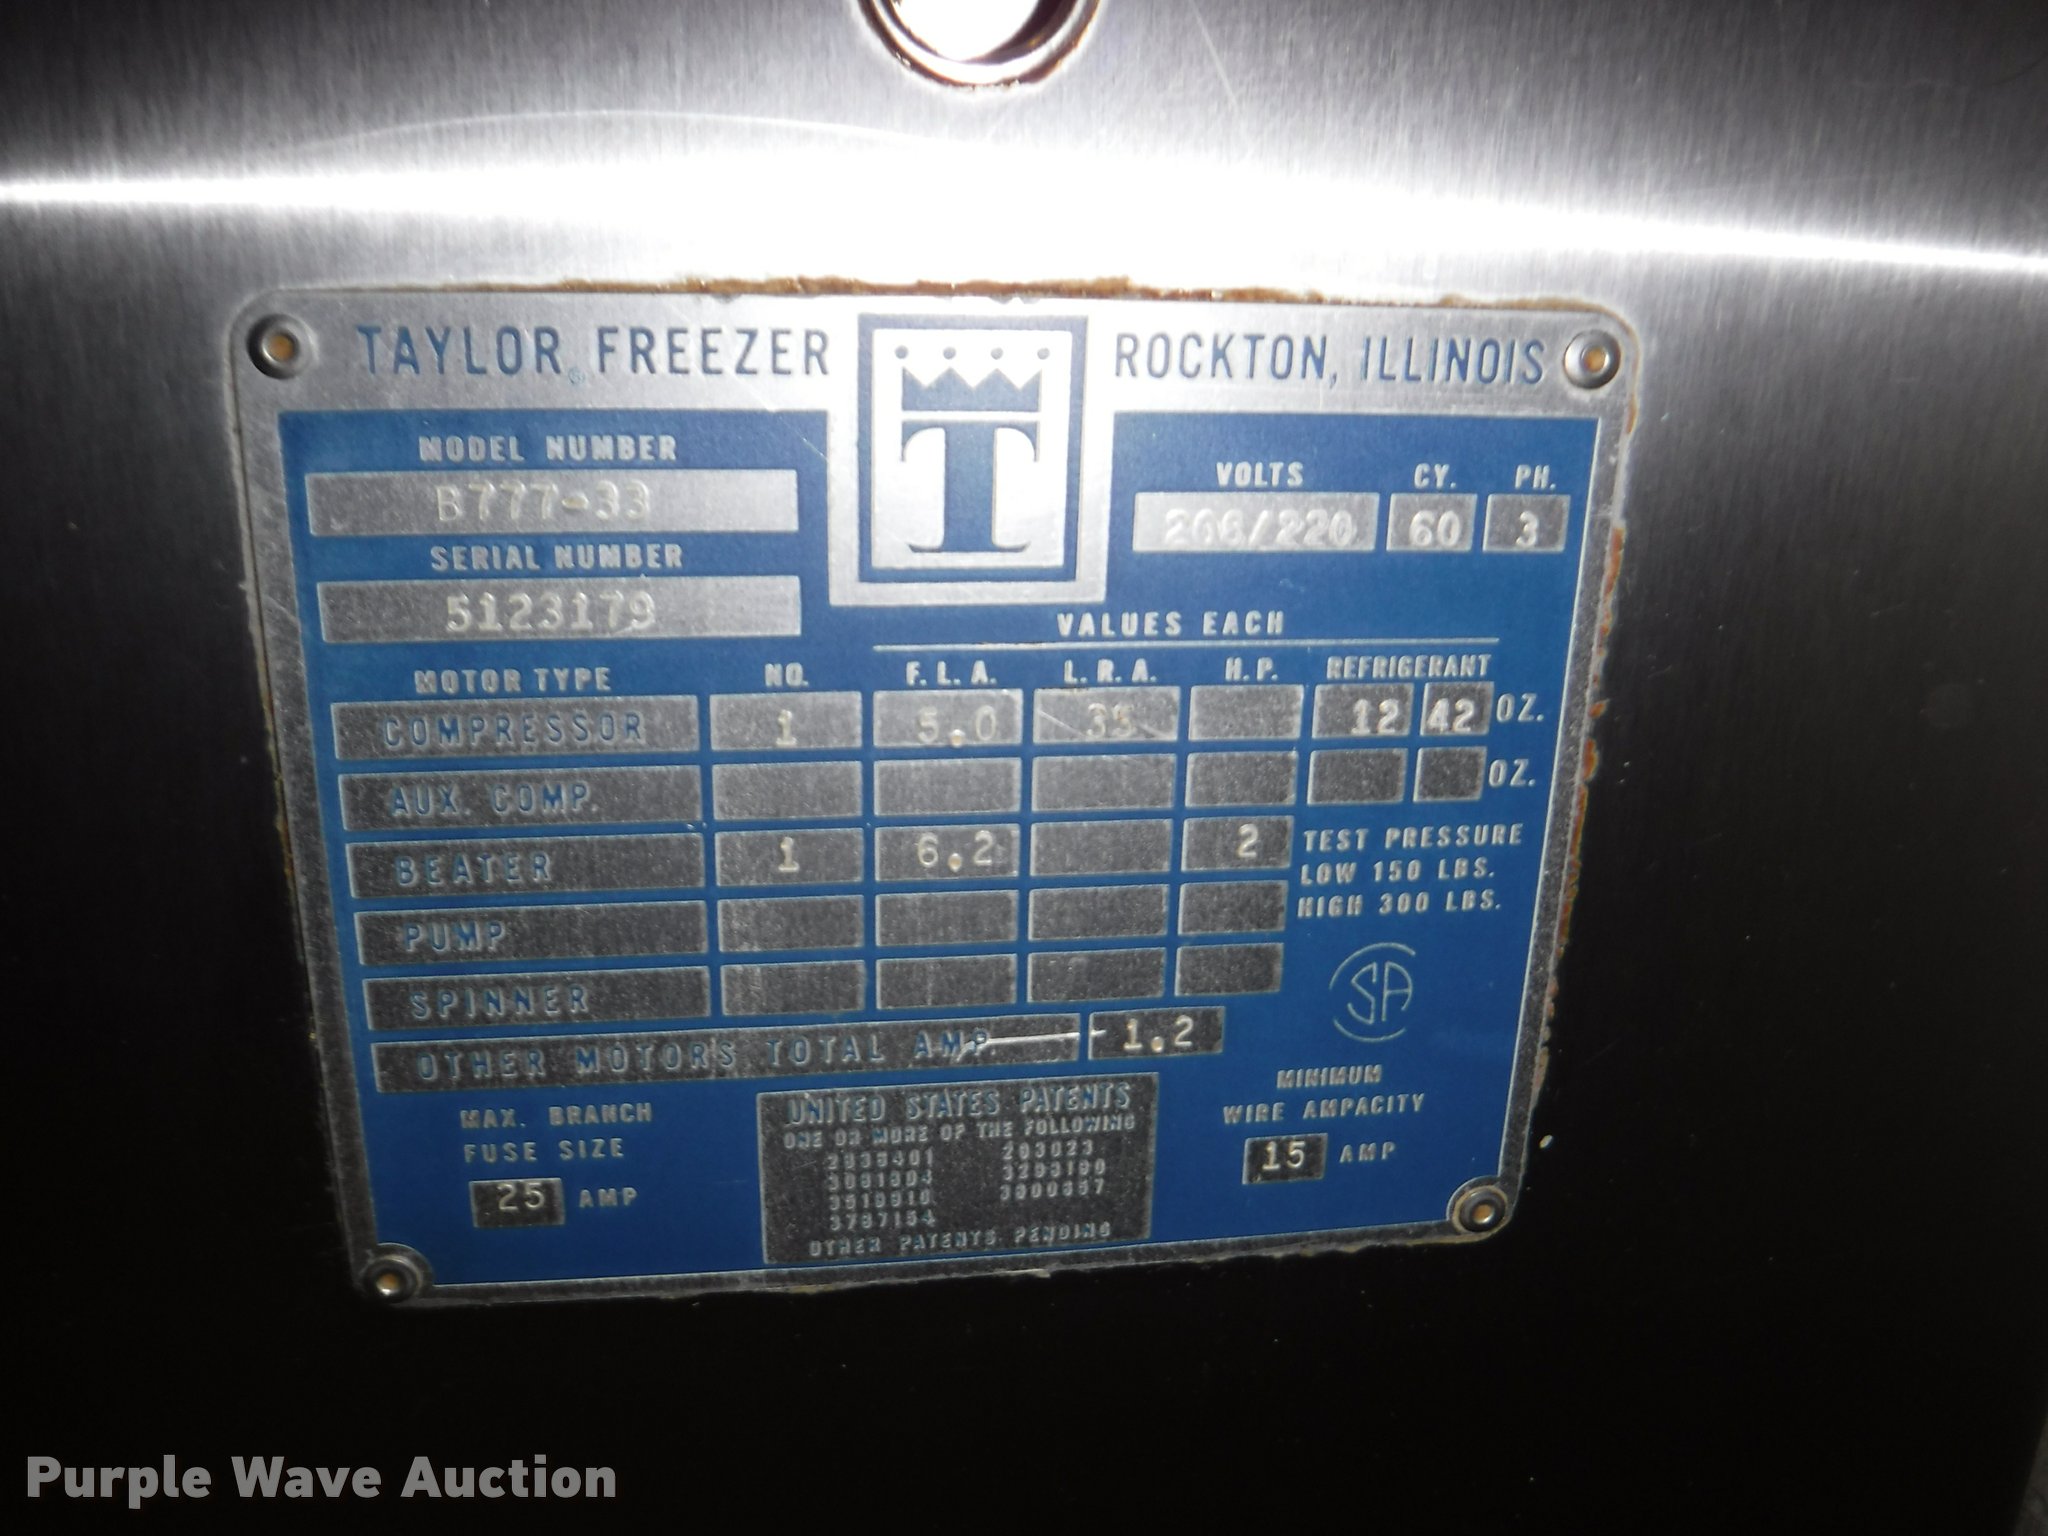 TAYLOR® FREEZER T ROCKTON, ILLINOIS
MODEL NUMBER
B777-33
SERIAL NUMBER
5123179
VOLTS CY. PH.
208/220 60 3
VALUES EACH
MOTOR TYPE NO. F.L.A. L.R.A. H.P. REFRIGERANT
COMPRESSOR 1 5.0 35 12 42 OZ.
AUX. COMP. OZ.
BEATER 1 6.2 2
PUMP
SPINNER
OTHER MOTORS TOTAL AMP. 1.2
TEST PRESSURE
LOW 150 LBS.
HIGH 300 LBS.
SA
MAX. BRANCH
FUSE SIZE
25 AMP
UNITED STATES PATENTS
ONE OR MORE OF THE FOLLOWING
3797154
OTHER PATENTS PENDING
MINIMUM
WIRE AMPACITY
15 AMP
Purple Wave Auction